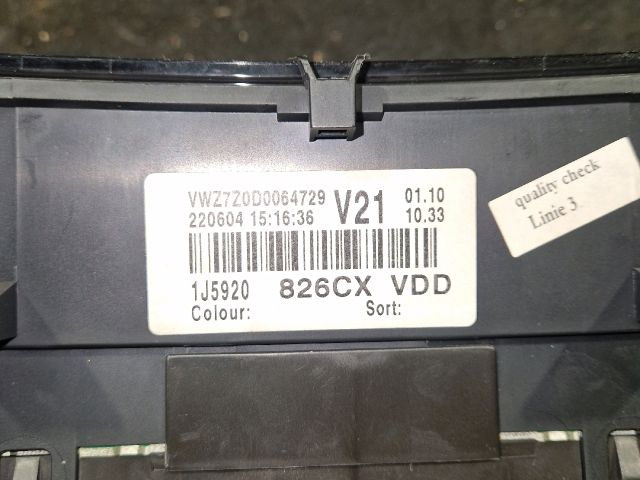 VWZ7Z0D0064729
220604 15:16:36
V21
01.10
10.33
1J5920 826CX VDD
Colour: Sort:
quality check
Linie 3